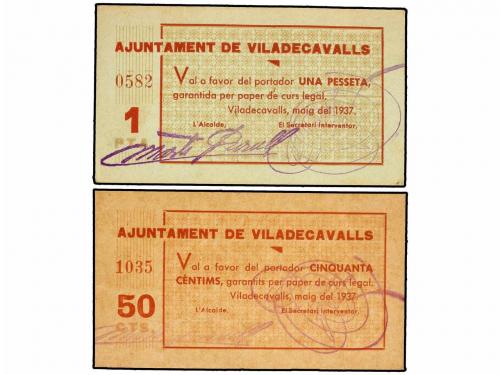 AJUNTAMENT DE VILADECAVALLS
0582
Val a favor del portador UNA PESSETA,
garantida per paper de curs legal.
Viladecavalls, maig del 1937.
1
PTA.
L'Alcalde, El Secretari Interventor,
AJUNTAMENT DE VILADECAVALLS
1035
Val a favor del portador CINQUANTA
CÉNTIMS, garantits per paper de curs legal.
Viladecavalls, maig del 1937.
50
CTS.
L'Alcalde, El Secretari Interventor,